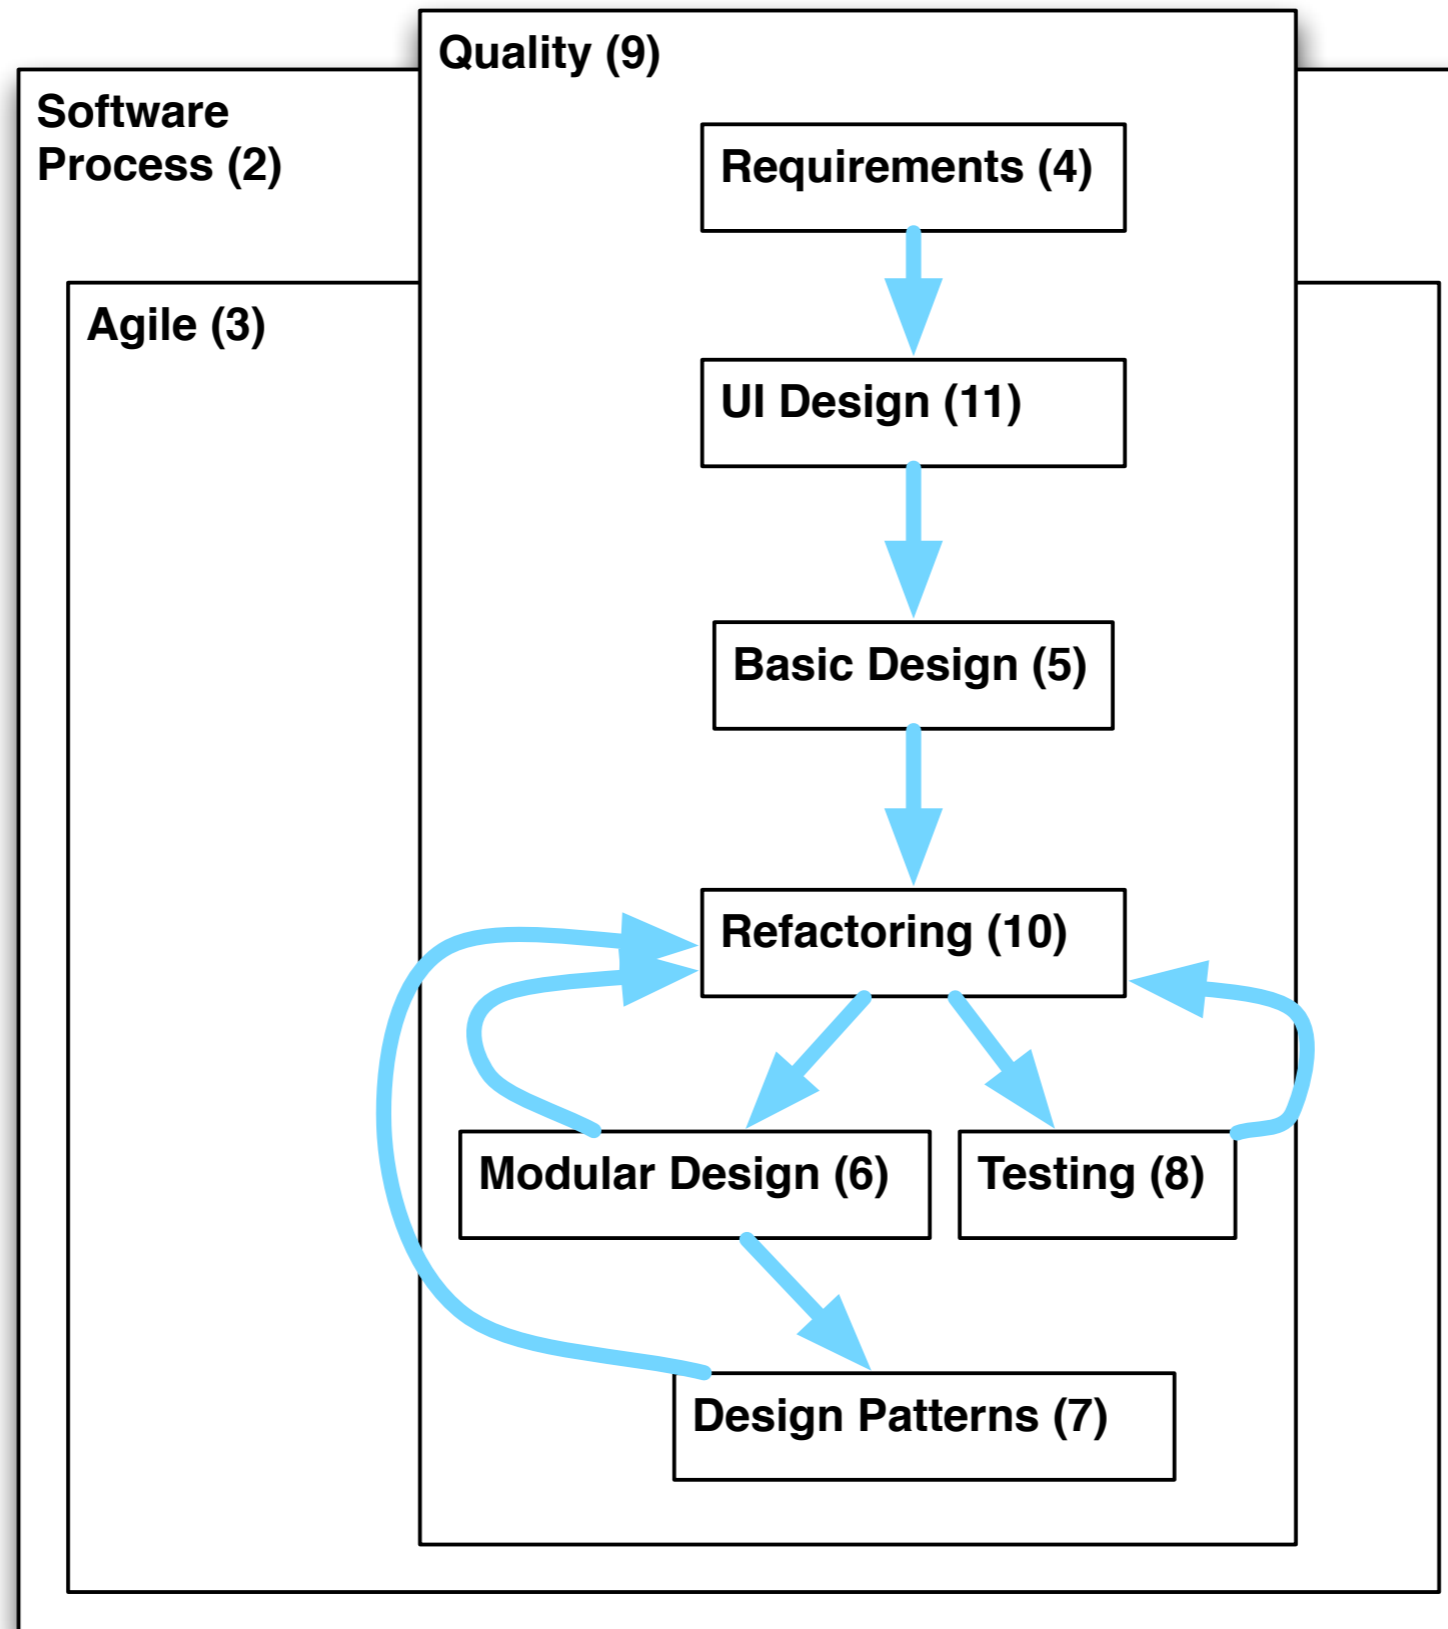 Quality (9)
Software
Process (2)
Requirements (4)
Agile (3)
UI Design (11)
Basic Design (5)
Refactoring (10)
Modular Design (6)
Testing (8)
Design Patterns (7)